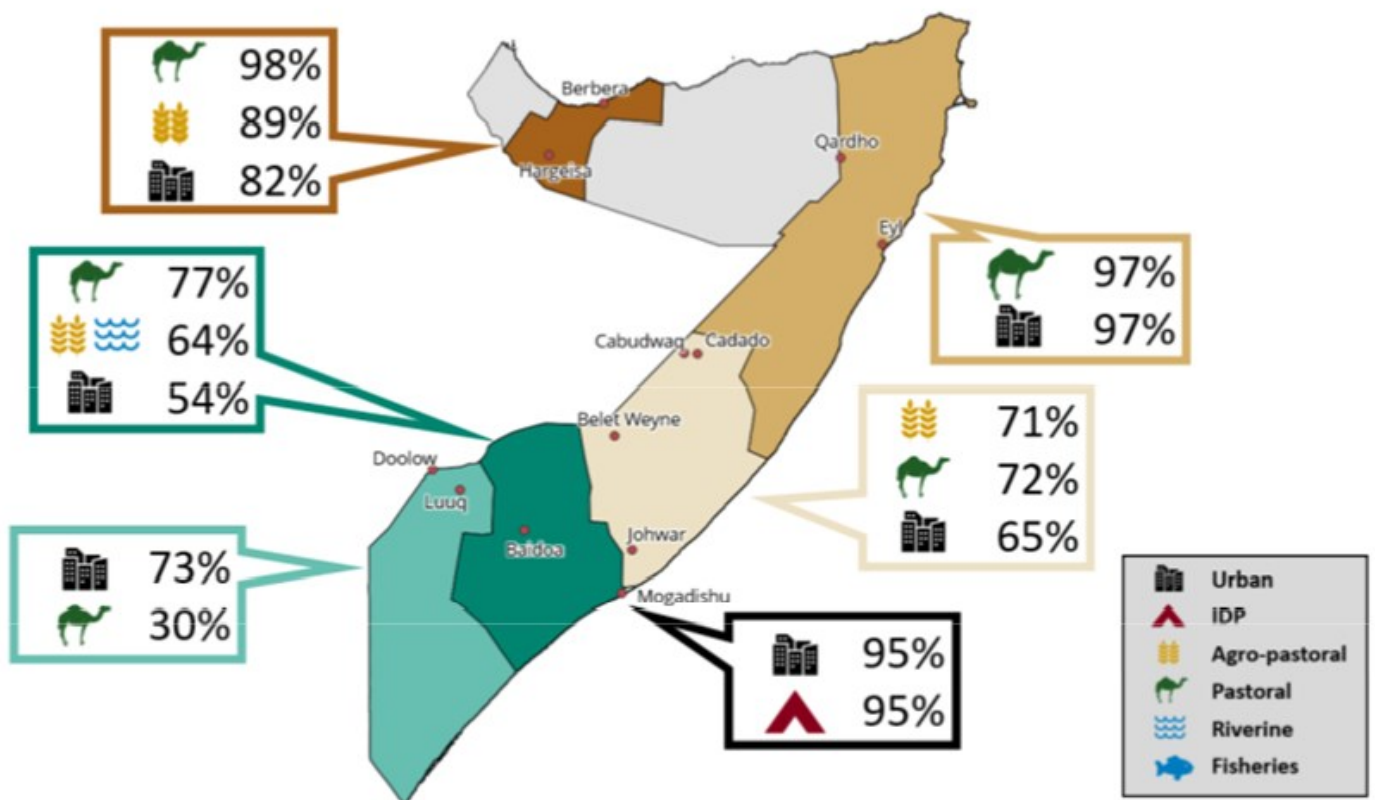 98%
89%
82%
Berbera
Hargeisa
Qardho
Eyl
97%
97%
77%
64%
54%
Cabudwaq
Cadado
Belet Weyne
71%
72%
65%
Doolow
Luuq
Baidoa
Johwar
Mogadishu
73%
30%
95%
95%
Urban
IDP
Agro-pastoral
Pastoral
Riverine
Fisheries